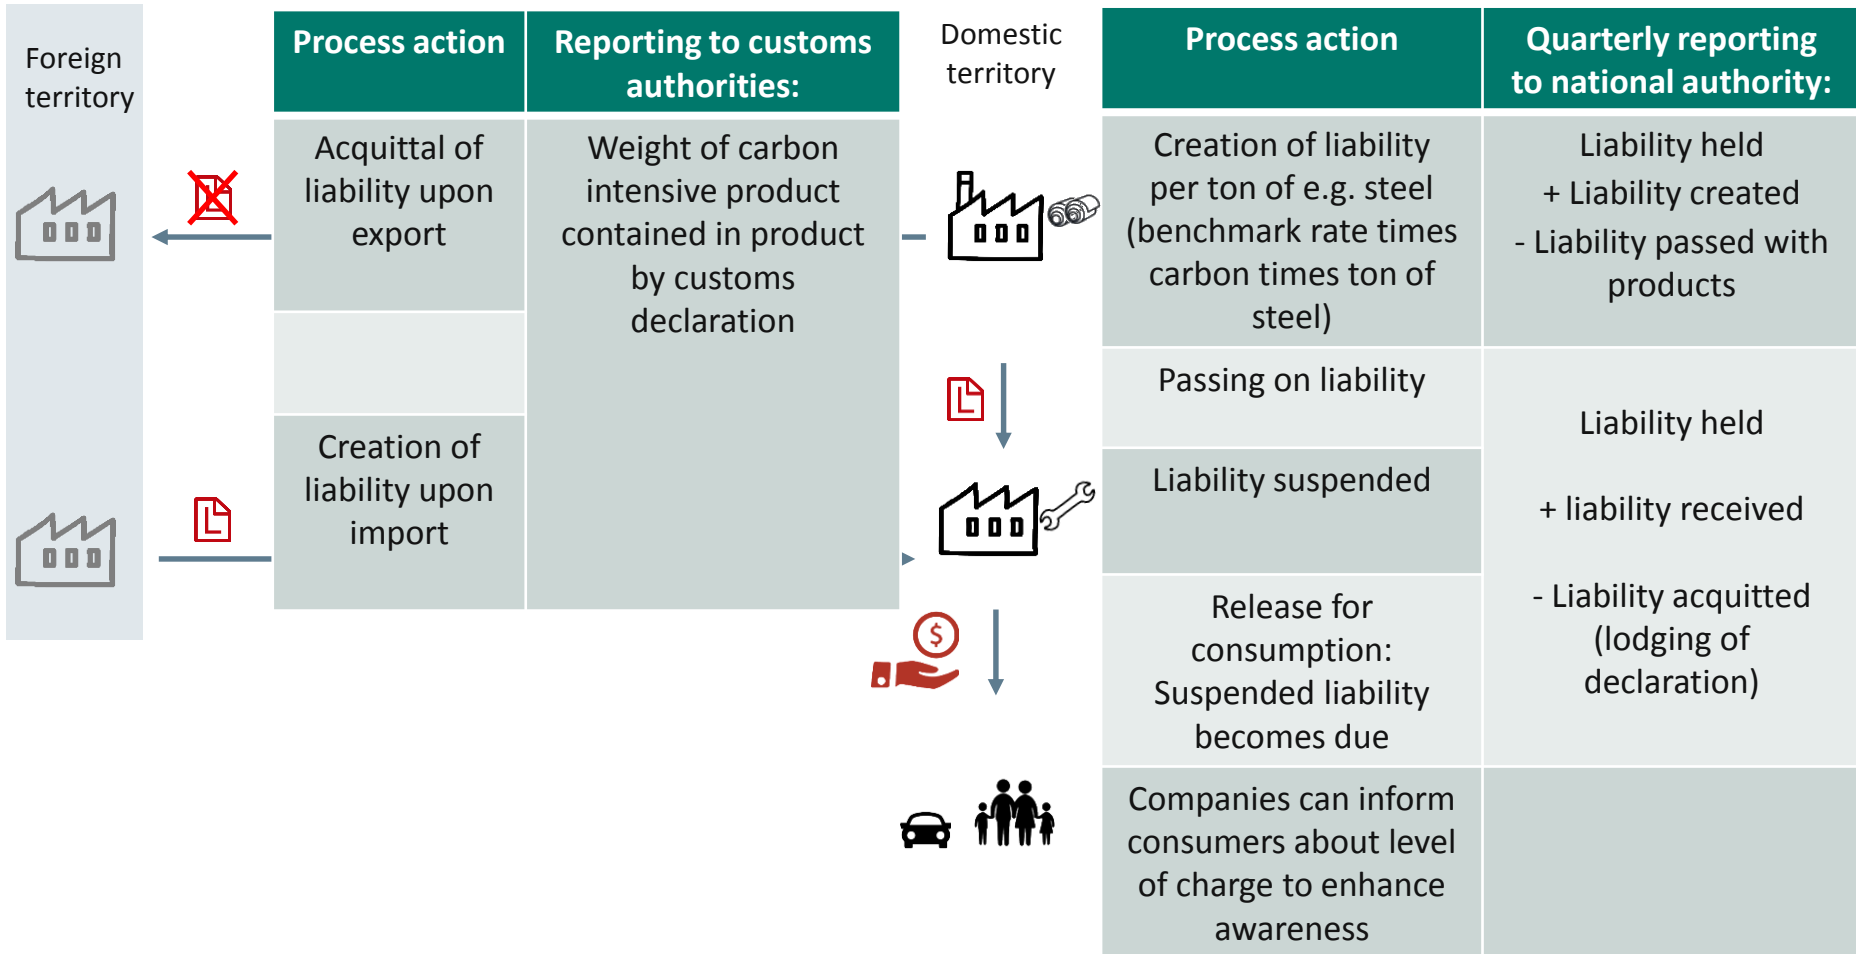 Foreign
territory
Process action
Reporting to customs
authorities:
Acquittal of
liability upon
export
Weight of carbon
intensive product
contained in product
by customs
declaration
Creation of
liability upon
import
L
L
L
Domestic
territory
$
Process action
Quarterly reporting
to national authority:
Creation of liability
per ton of e.g. steel
(benchmark rate times
carbon times ton of
steel)
Liability held
+ Liability created
- Liability passed with
products
Passing on liability
Liability suspended
Release for
consumption:
Suspended liability
becomes due
Liability held
+ liability received
- Liability acquitted
(lodging of
declaration)
Companies can inform
consumers about level
of charge to enhance
awareness